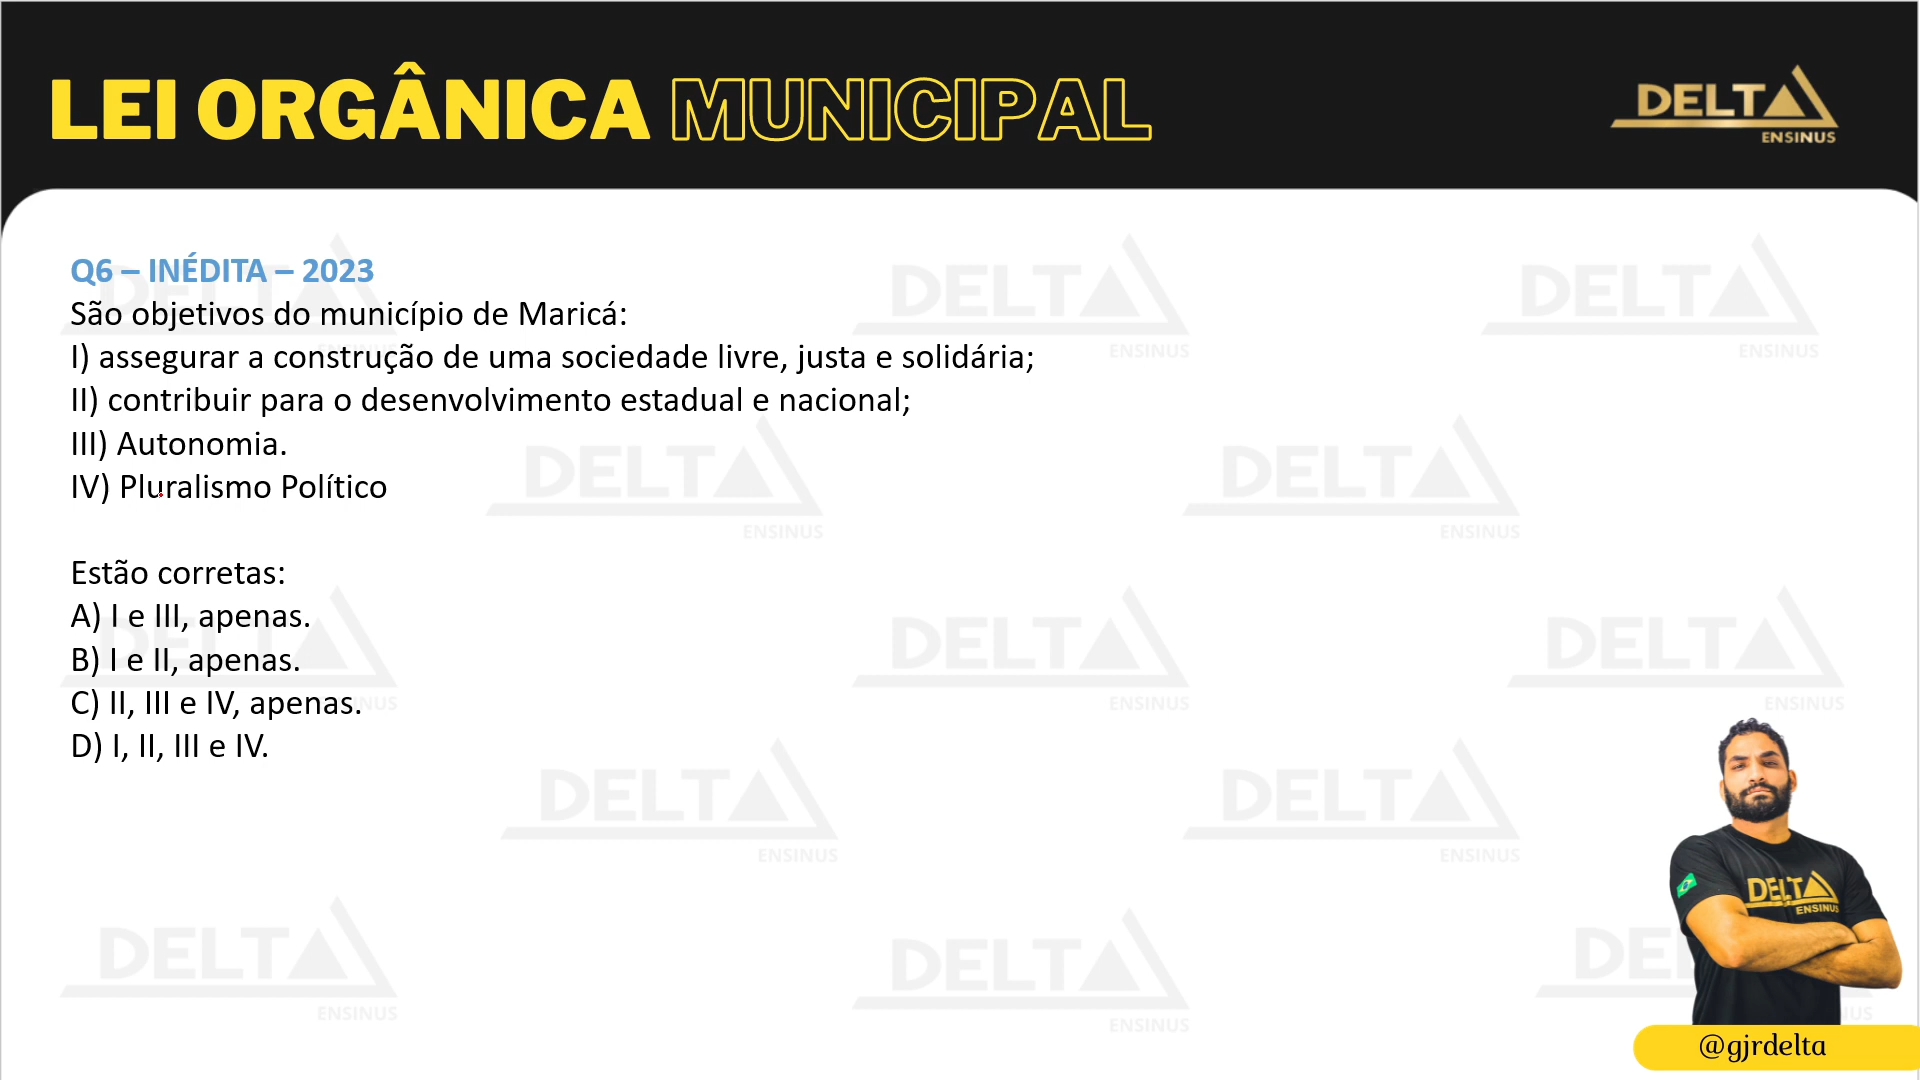 LEI ORGÂNICA MUNICIPAL
DELTA
ENSINUS
Q6 – INÉDITA – 2023
São objetivos do município de Maricá:
I) assegurar a construção de uma sociedade livre, justa e solidária;
II) contribuir para o desenvolvimento estadual e nacional;
III) Autonomia.
IV) Pluralismo Político
Estão corretas:
A) I e III, apenas.
B) I e II, apenas.
C) II, III e IV, apenas.
D) I, II, III e IV.
DELTA
ENSINUS
@gjrdelta